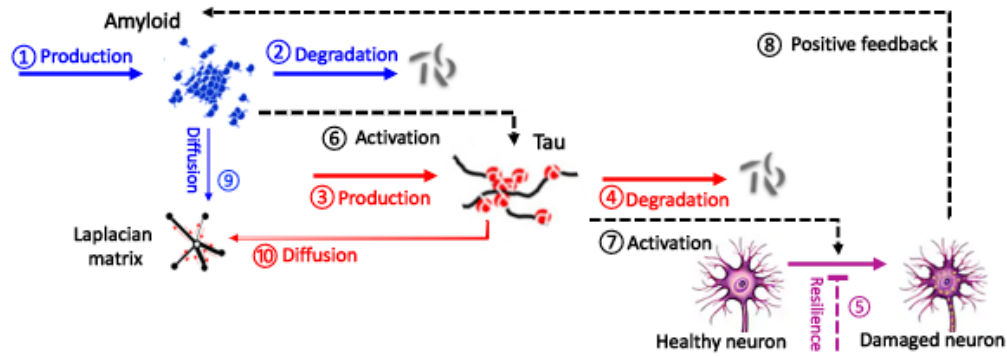 Amyloid
① Production
② Degradation
⑧ Positive feedback
⑥ Activation
Tau
Diffusion
⑨
③ Production
④ Degradation
Laplacian
matrix
⑩ Diffusion
⑦ Activation
Resilience
⑤
Healthy neuron
Damaged neuron